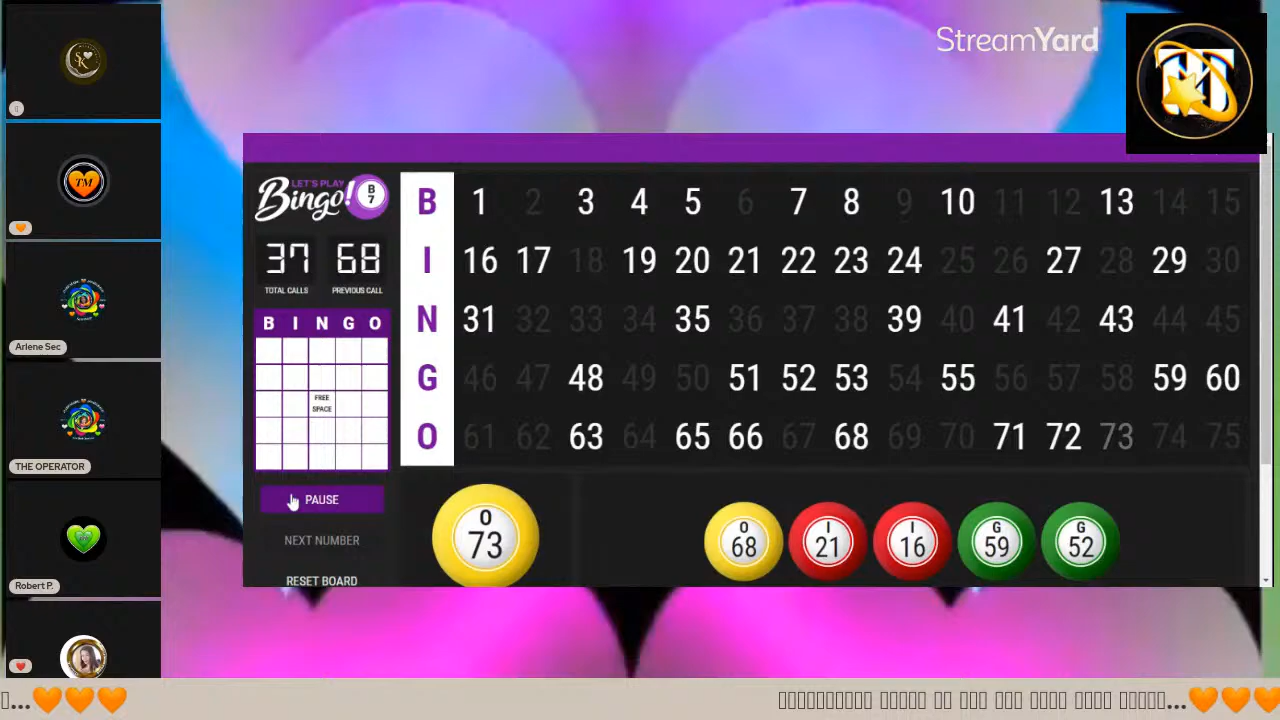 StreamYard
SK
TM
Arlene Sec
THE OPERATOR
Robert P.
LET'S PLAY
Bingo!
B
7
37 68
TOTAL CALLS PREVIOUS CALL
B I N G O
FREE
SPACE
PAUSE
NEXT NUMBER
RESET BOARD
B 1 2 3 4 5 6 7 8 9 10 11 12 13 14 15
I 16 17 18 19 20 21 22 23 24 25 26 27 28 29 30
N 31 32 33 34 35 36 37 38 39 40 41 42 43 44 45
G 46 47 48 49 50 51 52 53 54 55 56 57 58 59 60
O 61 62 63 64 65 66 67 68 69 70 71 72 73 74 75
O
73
O
68
I
21
I
16
G
59
G
52